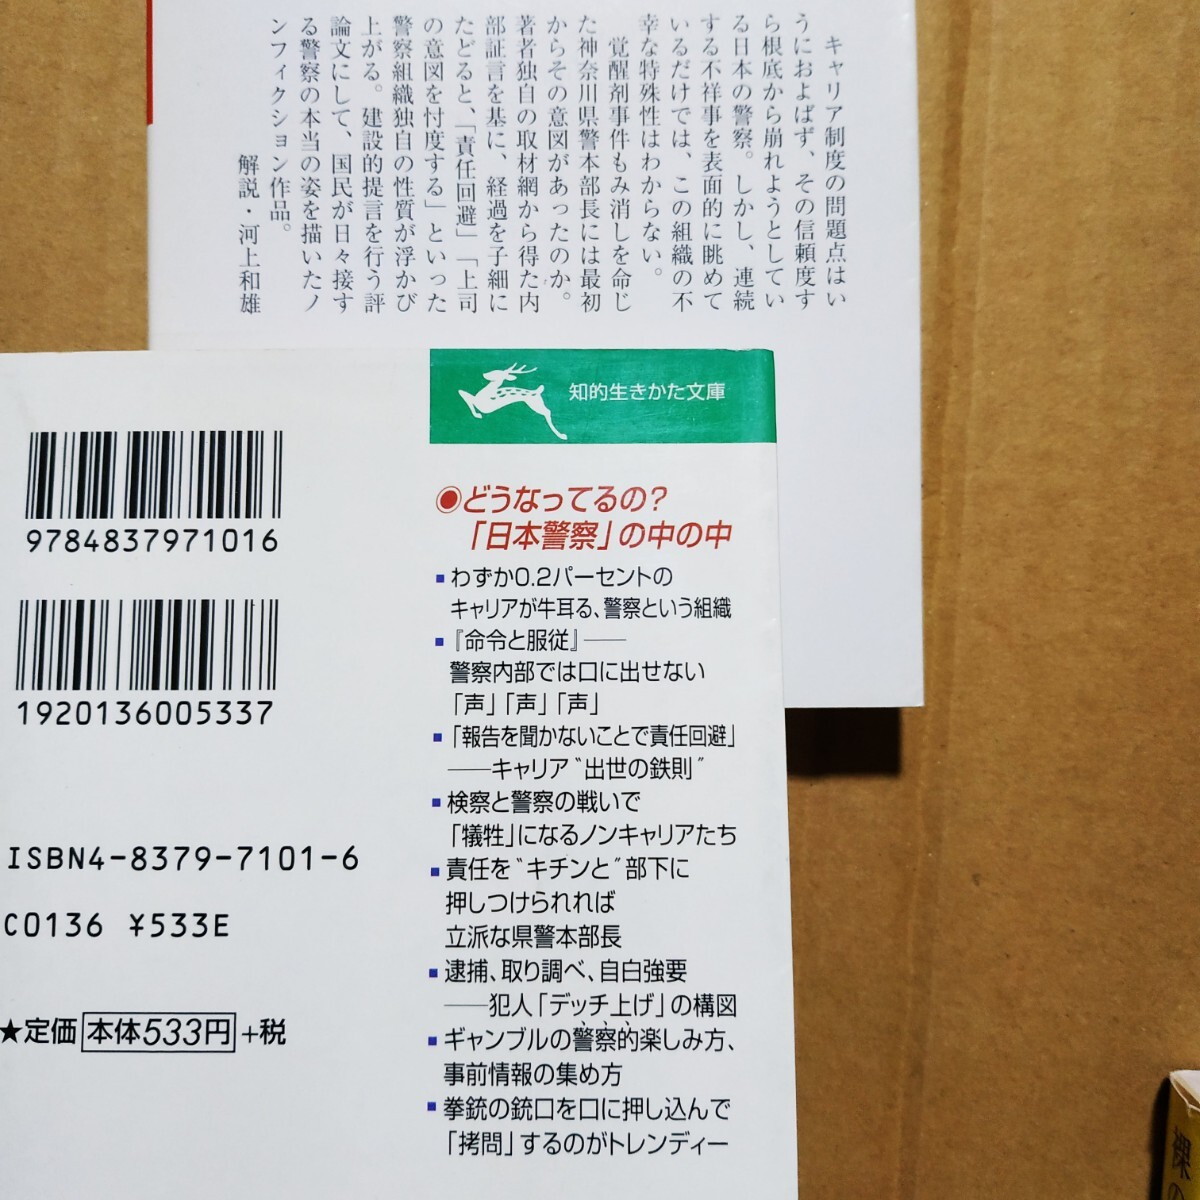 キャリア制度の問題点はい
うにおよばず、その信頼度す
ら根底から崩れようとしてい
る日本の警察。しかし、連続
する不祥事を表面的に眺めて
いるだけでは、この組織の不
幸な特殊性はわからない。
覚醒剤事件もみ消しを命じ
た神奈川県警本部長には最初
からその意図があったのか。
著者独自の取材網から得た内
部証言を基に、経過を子細に
たどると、「責任回避」「上司
の意図を忖度する」といった
警察組織独自の性質が浮かび
上がる。建設的提言を行う評
論文にして、国民が日々接す
る警察の本当の姿を描いたノ
ンフィクション作品。
解説・河上和雄
知的生きかた文庫
9784837971016
1920136005337
ISBN4-8379-7101-6
C0136 ¥533E
★定価 本体533円 +税
◉どうなってるの?
「日本警察」の中の中
■わずか0.2パーセントの
キャリアが牛耳る、警察という組織
■『命令と服従』――
警察内部では口に出せない
「声」「声」「声」
■「報告を聞かないことで責任回避」
――キャリア〝出世の鉄則〟
■検察と警察の戦いで
「犠牲」になるノンキャリアたち
■責任を〝キチンと〟部下に
押しつけられれば
立派な県警本部長
■逮捕、取り調べ、自白強要
――犯人「デッチ上げ」の構図
■ギャンブルの警察的楽しみ方、
事前情報の集め方
■拳銃の銃口を口に押し込んで
「拷問」するのがトレンディー
裸の